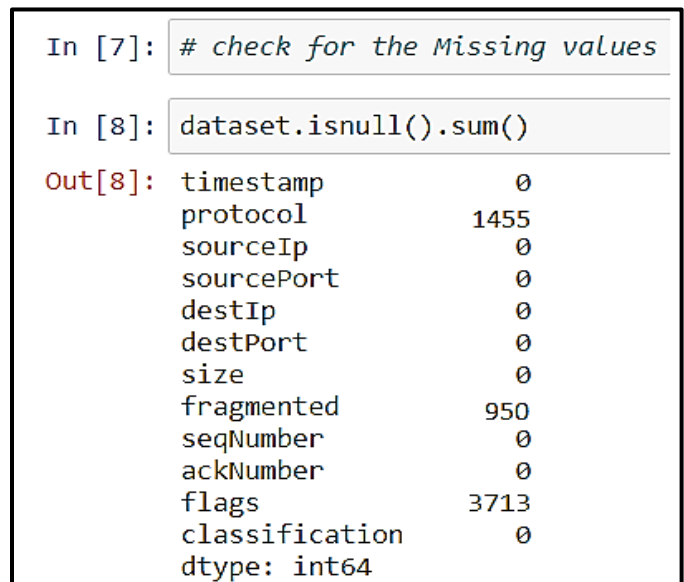 In [7]: # check for the Missing values
In [8]: dataset.isnull().sum()
Out[8]: timestamp 0
protocol 1455
sourceIp 0
sourcePort 0
destIp 0
destPort 0
size 0
fragmented 950
seqNumber 0
ackNumber 0
flags 3713
classification 0
dtype: int64